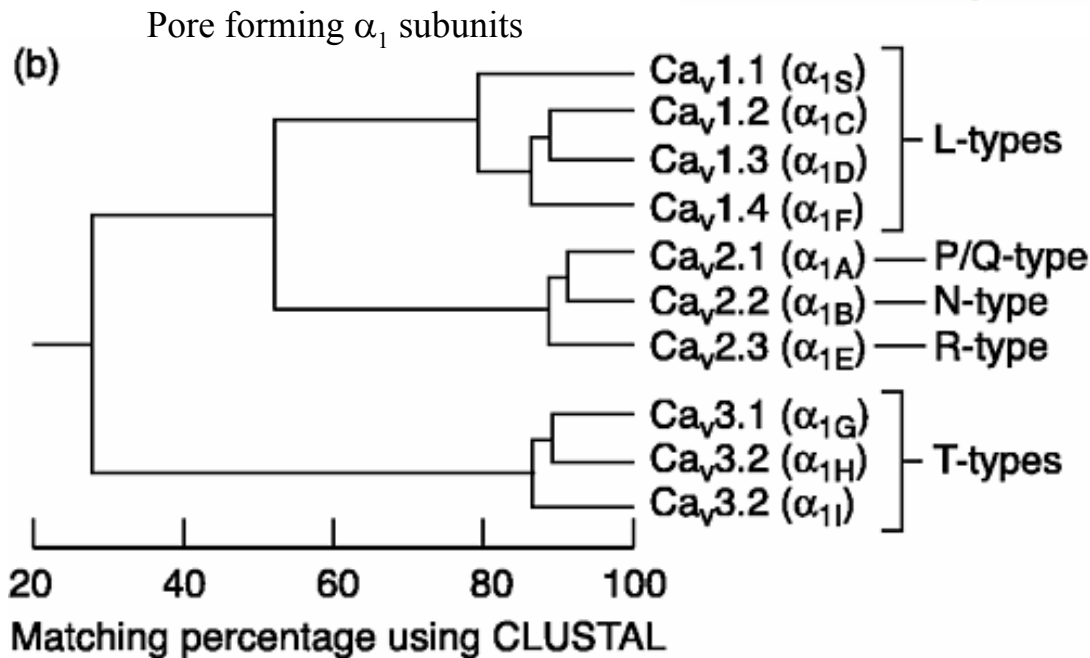 Pore forming α₁ subunits
(b)
Caᵥ1.1 (α1S)
Caᵥ1.2 (α1C)
Caᵥ1.3 (α1D)
Caᵥ1.4 (α1F)
L-types
Caᵥ2.1 (α1A) P/Q-type
Caᵥ2.2 (α1B) N-type
Caᵥ2.3 (α1E) R-type
Caᵥ3.1 (α1G)
Caᵥ3.2 (α1H)
Caᵥ3.2 (α1I)
T-types
20 40 60 80 100
Matching percentage using CLUSTAL